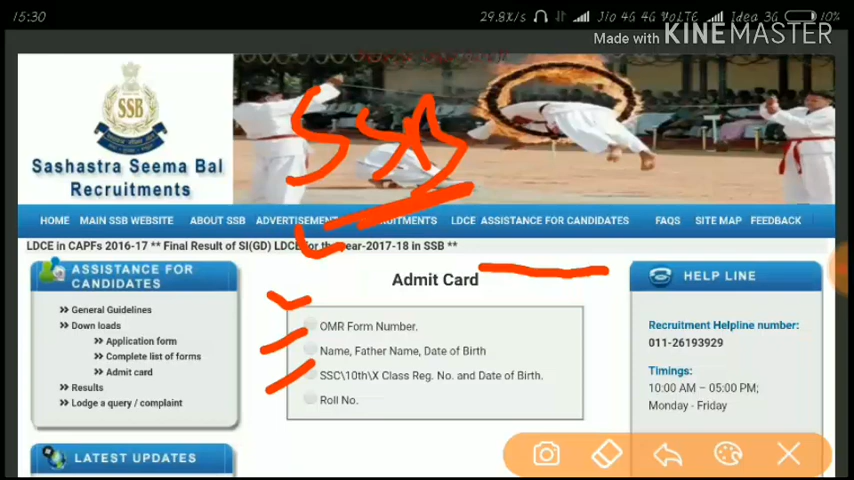 15:30 29.8K/s Jio 4G 4G VoLTE Idea 3G 10%
Made with KINEMASTER
SSB
SSB
Sashastra Seema Bal
Recruitments
HOME MAIN SSB WEBSITE ABOUT SSB ADVERTISEMENT LDCE ASSISTANCE FOR CANDIDATES FAQS SITE MAP FEEDBACK
LDCE in CAPFs 2016-17 ** Final Result of SI(GD) LDCE for the year-2017-18 in SSB **
ASSISTANCE FOR
CANDIDATES
General Guidelines
Down loads
Application form
Complete list of forms
Admit card
Results
Lodge a query / complaint
LATEST UPDATES
Admit Card
OMR Form Number.
Name, Father Name, Date of Birth
SSC\10th\X Class Reg. No. and Date of Birth.
Roll No.
HELP LINE
Recruitment Helpline number:
011-26193929
Timings:
10:00 AM – 05:00 PM;
Monday - Friday